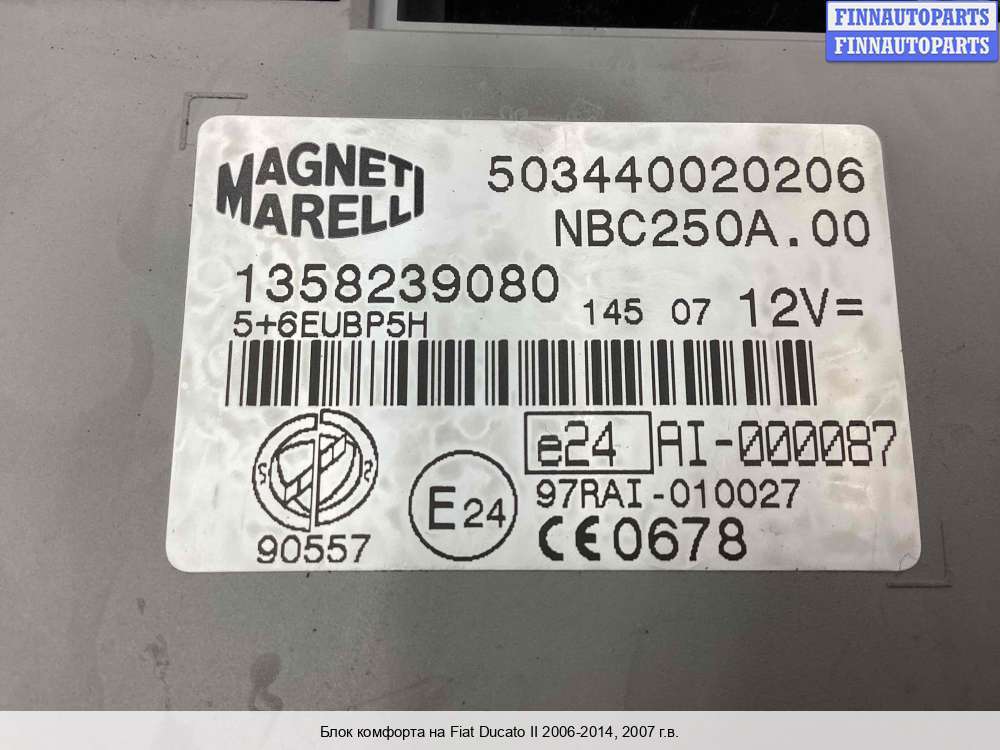 FINNAUTOPARTS
FINNAUTOPARTS
MAGNETI
MARELLI
503440020206
NBC250A.00
1358239080
5+6EUBP5H
145 07 12V=
e24 AI-000087
97RAI-010027
E24
CE0678
90557
Блок комфорта на Fiat Ducato II 2006-2014, 2007 г.в.